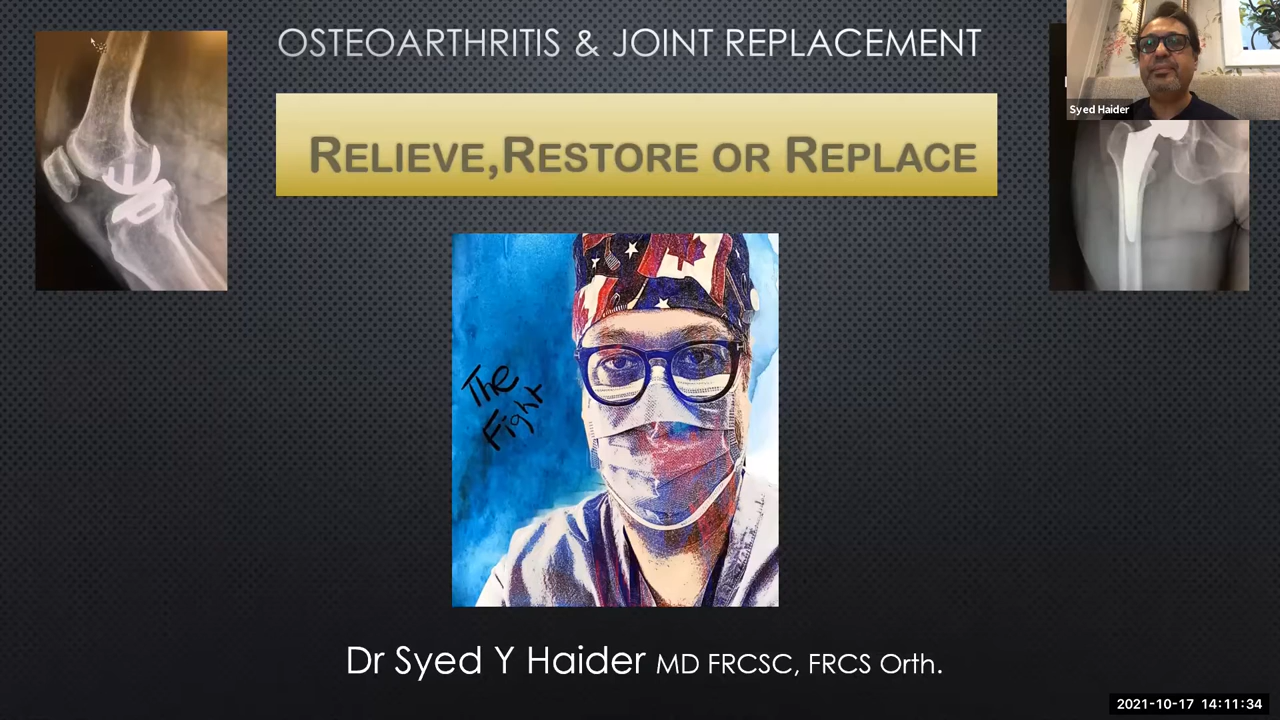 OSTEOARTHRITIS & JOINT REPLACEMENT
RELIEVE,RESTORE OR REPLACE
Syed Haider
The
Fight
Dr Syed Y Haider MD FRCSC, FRCS Orth.
2021-10-17 14:11:34